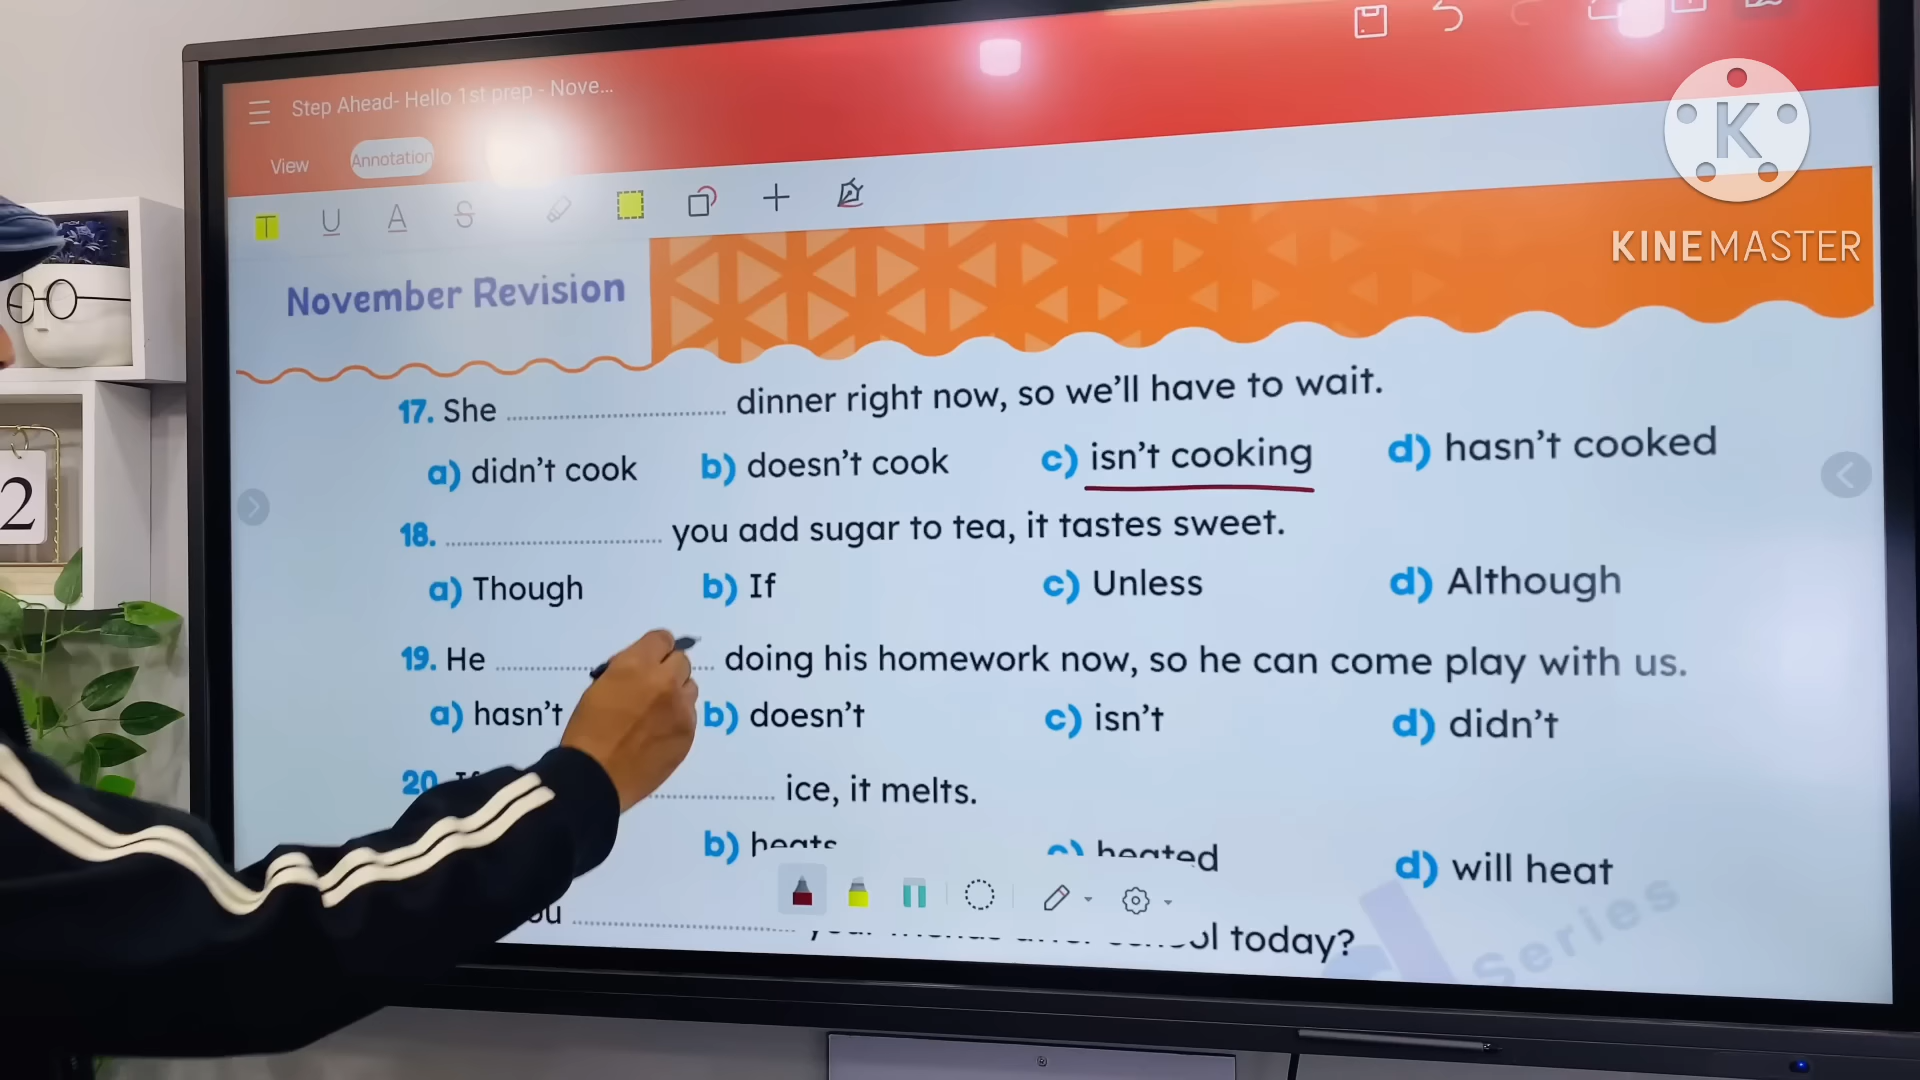 Step Ahead- Hello 1st prep - Nove...
View Annotation
T U A S
K
KINEMASTER
November Revision
17. She ........................ dinner right now, so we'll have to wait.
a) didn't cook b) doesn't cook c) isn't cooking d) hasn't cooked
18. ........................ you add sugar to tea, it tastes sweet.
a) Though b) If c) Unless d) Although
19. He ........................ doing his homework now, so he can come play with us.
a) hasn't b) doesn't c) isn't d) didn't
20. ........................ ice, it melts.
b) heats c) heated d) will heat
........................ today?
series
2